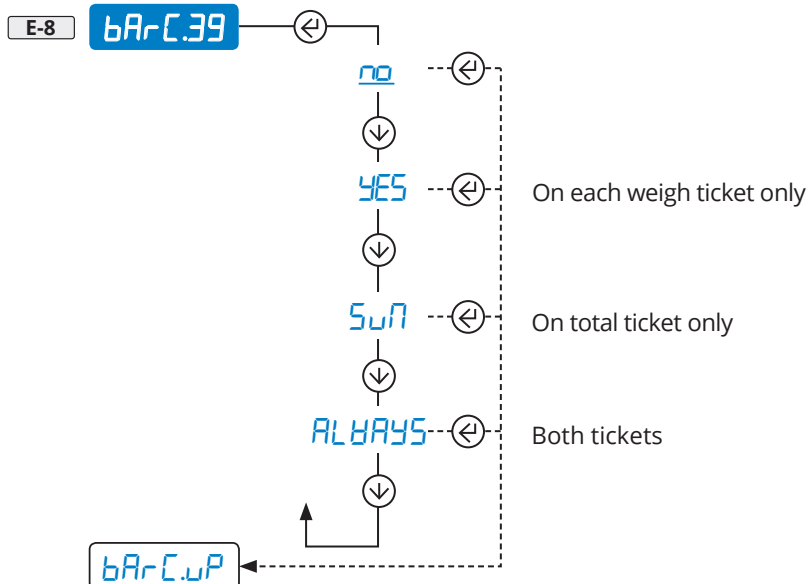 E-8 bArC.39
no
YES On each weigh ticket only
SuM On total ticket only
ALWAYS Both tickets
bArC.uP